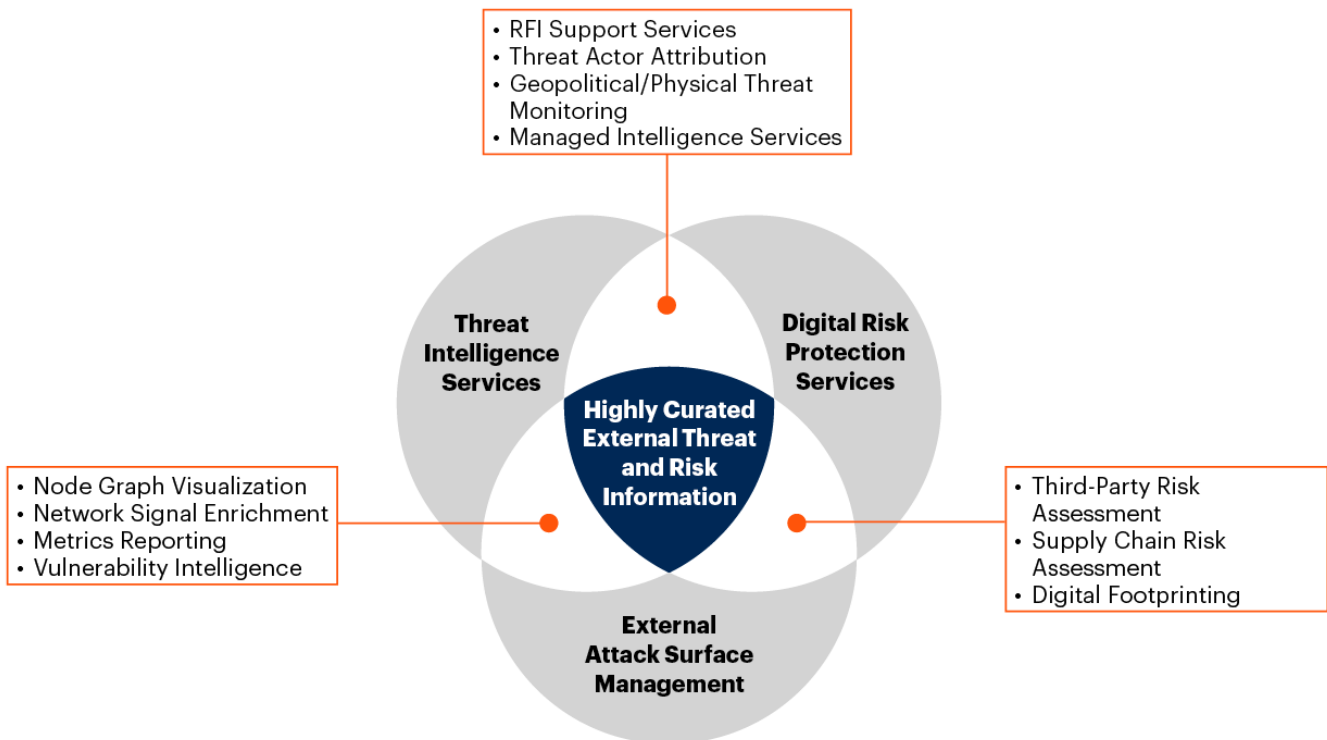 • RFI Support Services
• Threat Actor Attribution
• Geopolitical/Physical Threat
Monitoring
• Managed Intelligence Services
Threat
Intelligence
Services
Digital Risk
Protection
Services
Highly Curated
External Threat
and Risk
Information
• Node Graph Visualization
• Network Signal Enrichment
• Metrics Reporting
• Vulnerability Intelligence
• Third-Party Risk
Assessment
• Supply Chain Risk
Assessment
• Digital Footprinting
External
Attack Surface
Management